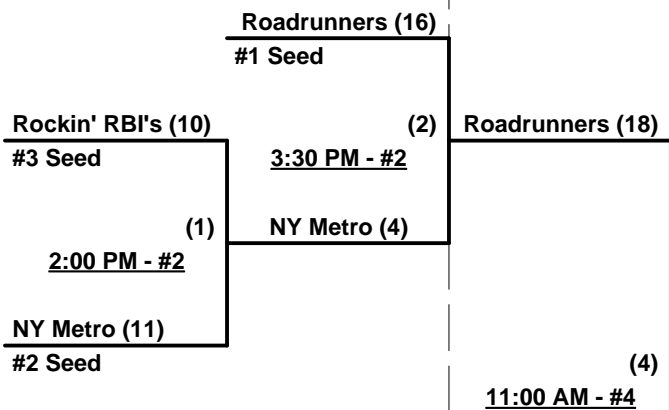 Roadrunners (16)
#1 Seed
Rockin' RBI's (10)
(2)
Roadrunners (18)
#3 Seed
3:30 PM - #2
(1)
NY Metro (4)
2:00 PM - #2
NY Metro (11)
#2 Seed
(4)
11:00 AM - #4